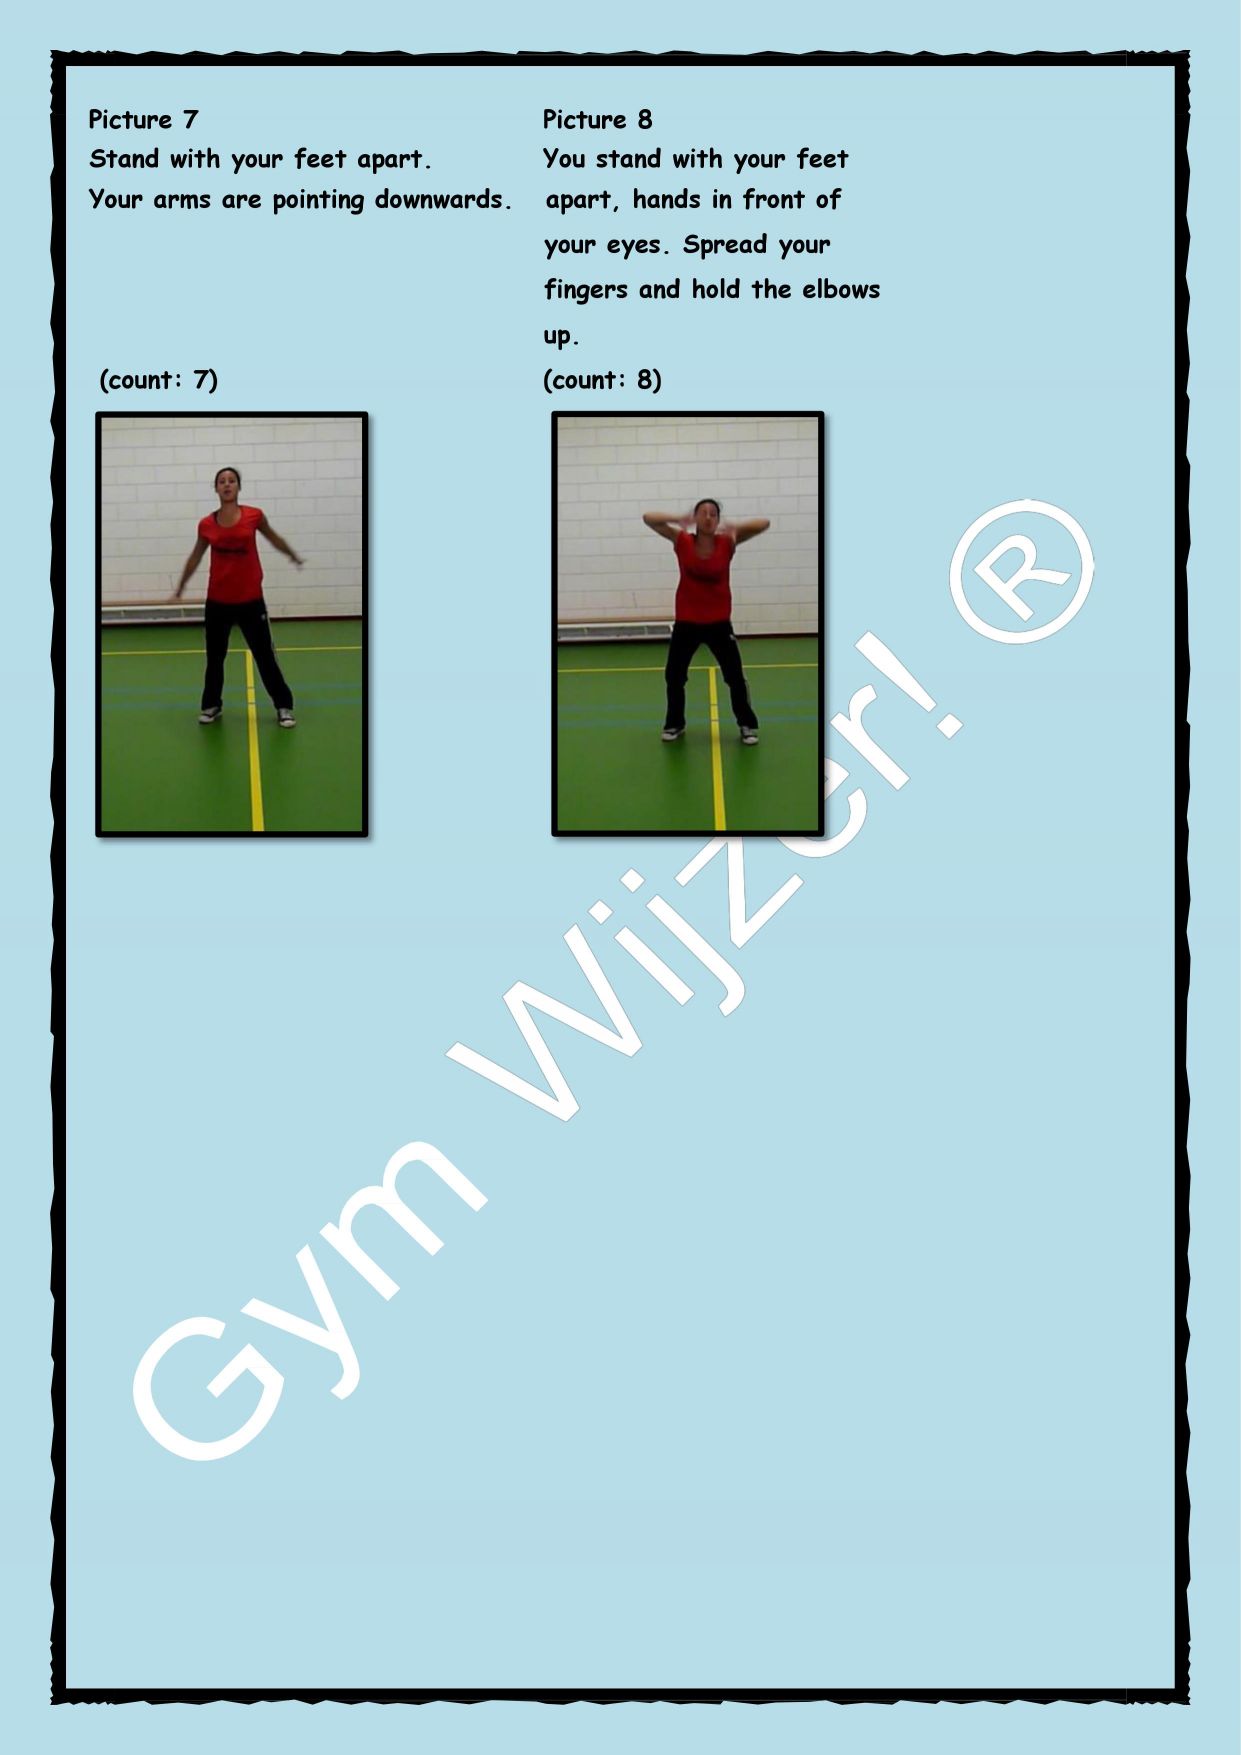 Picture 7
Stand with your feet apart.
Your arms are pointing downwards.
(count: 7)
Picture 8
You stand with your feet
apart, hands in front of
your eyes. Spread your
fingers and hold the elbows
up.
(count: 8)
Gym Wijzer! ®